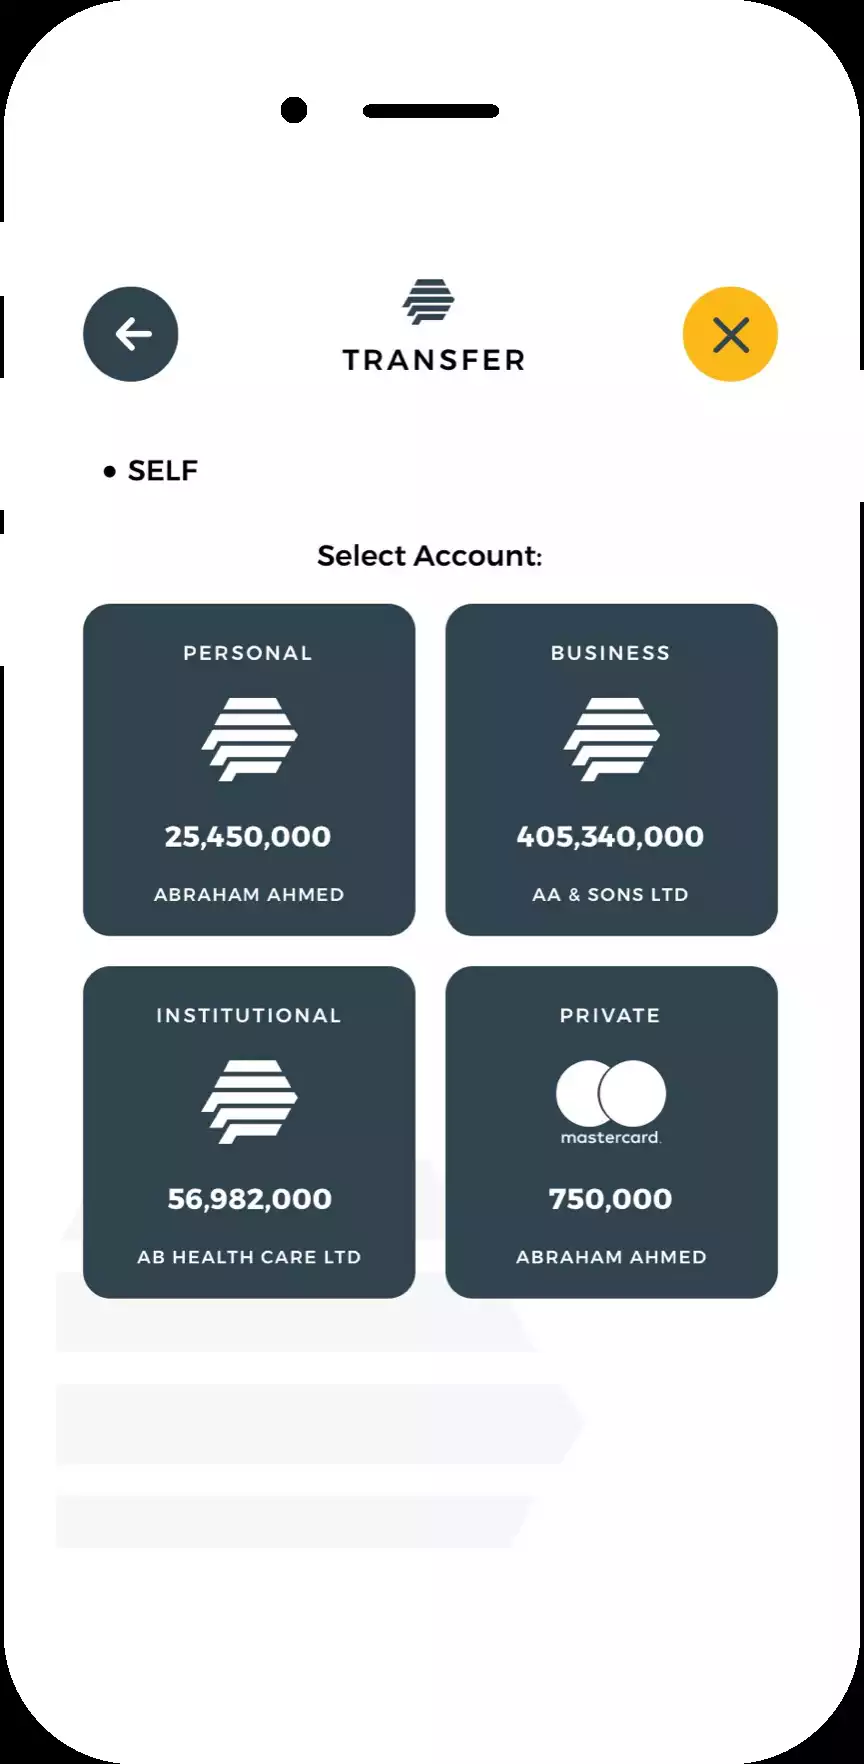 TRANSFER
• SELF
Select Account:
PERSONAL
25,450,000
ABRAHAM AHMED
BUSINESS
405,340,000
AA & SONS LTD
INSTITUTIONAL
56,982,000
AB HEALTH CARE LTD
PRIVATE
mastercard.
750,000
ABRAHAM AHMED